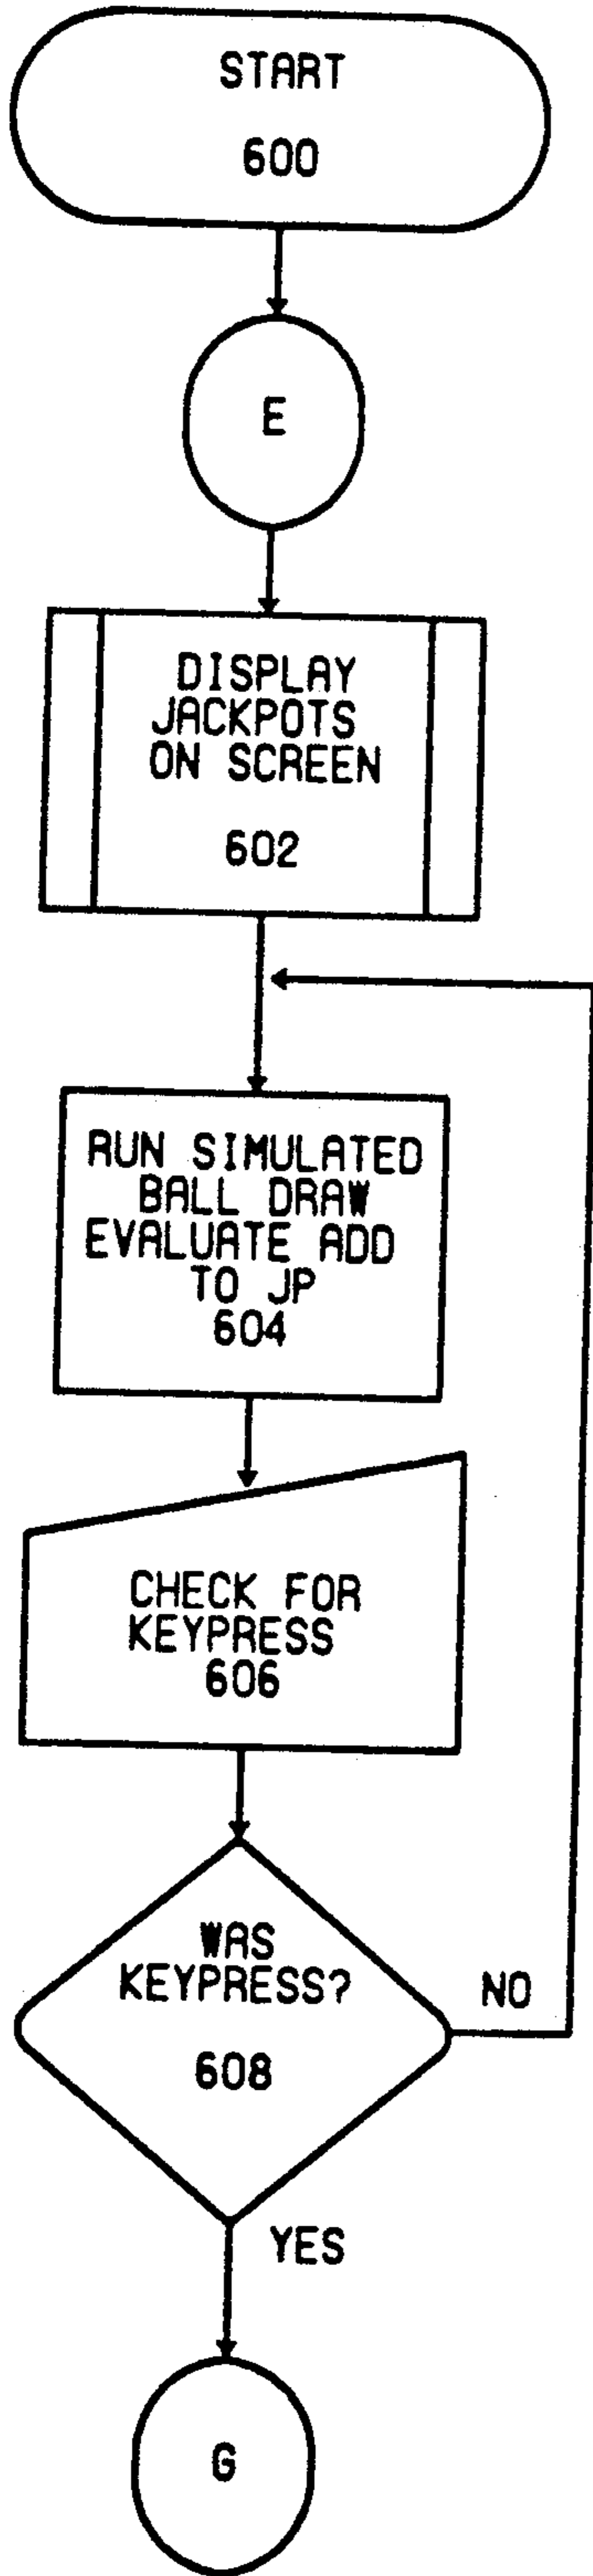 START
600
E
DISPLAY
JACKPOTS
ON SCREEN
602
RUN SIMULATED
BALL DRAW
EVALUATE ADD
TO JP
604
CHECK FOR
KEYPRESS
606
WAS
KEYPRESS?
608
NO
YES
G